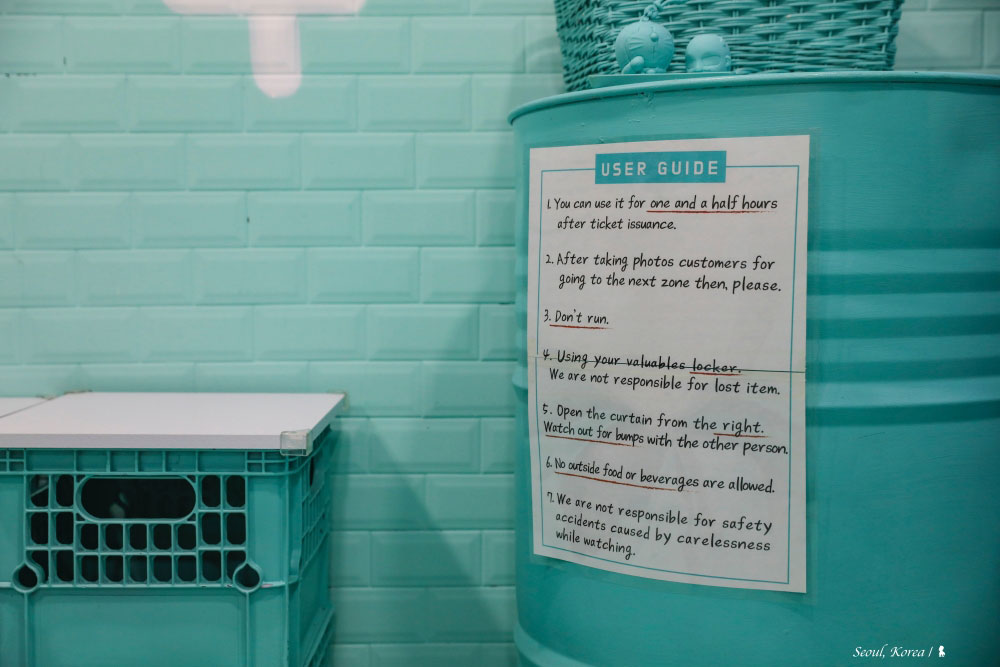 USER GUIDE
1. You can use it for one and a half hours
after ticket issuance.
2. After taking photos customers for
going to the next zone then, please.
3. Don't run.
4. Using your valuables locker.
We are not responsible for lost item.
5. Open the curtain from the right.
Watch out for bumps with the other person.
6. No outside food or beverages are allowed.
7. We are not responsible for safety
accidents caused by carelessness
while watching.
Seoul, Korea /